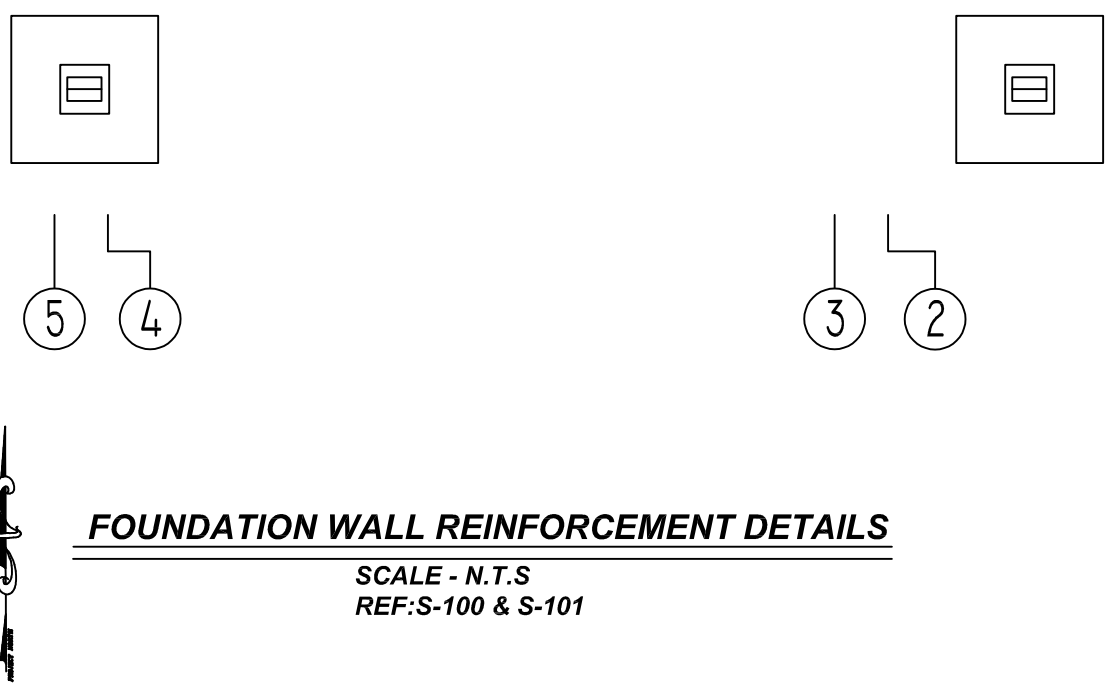 5 4 3 2
FOUNDATION WALL REINFORCEMENT DETAILS
SCALE - N.T.S
REF:S-100 & S-101